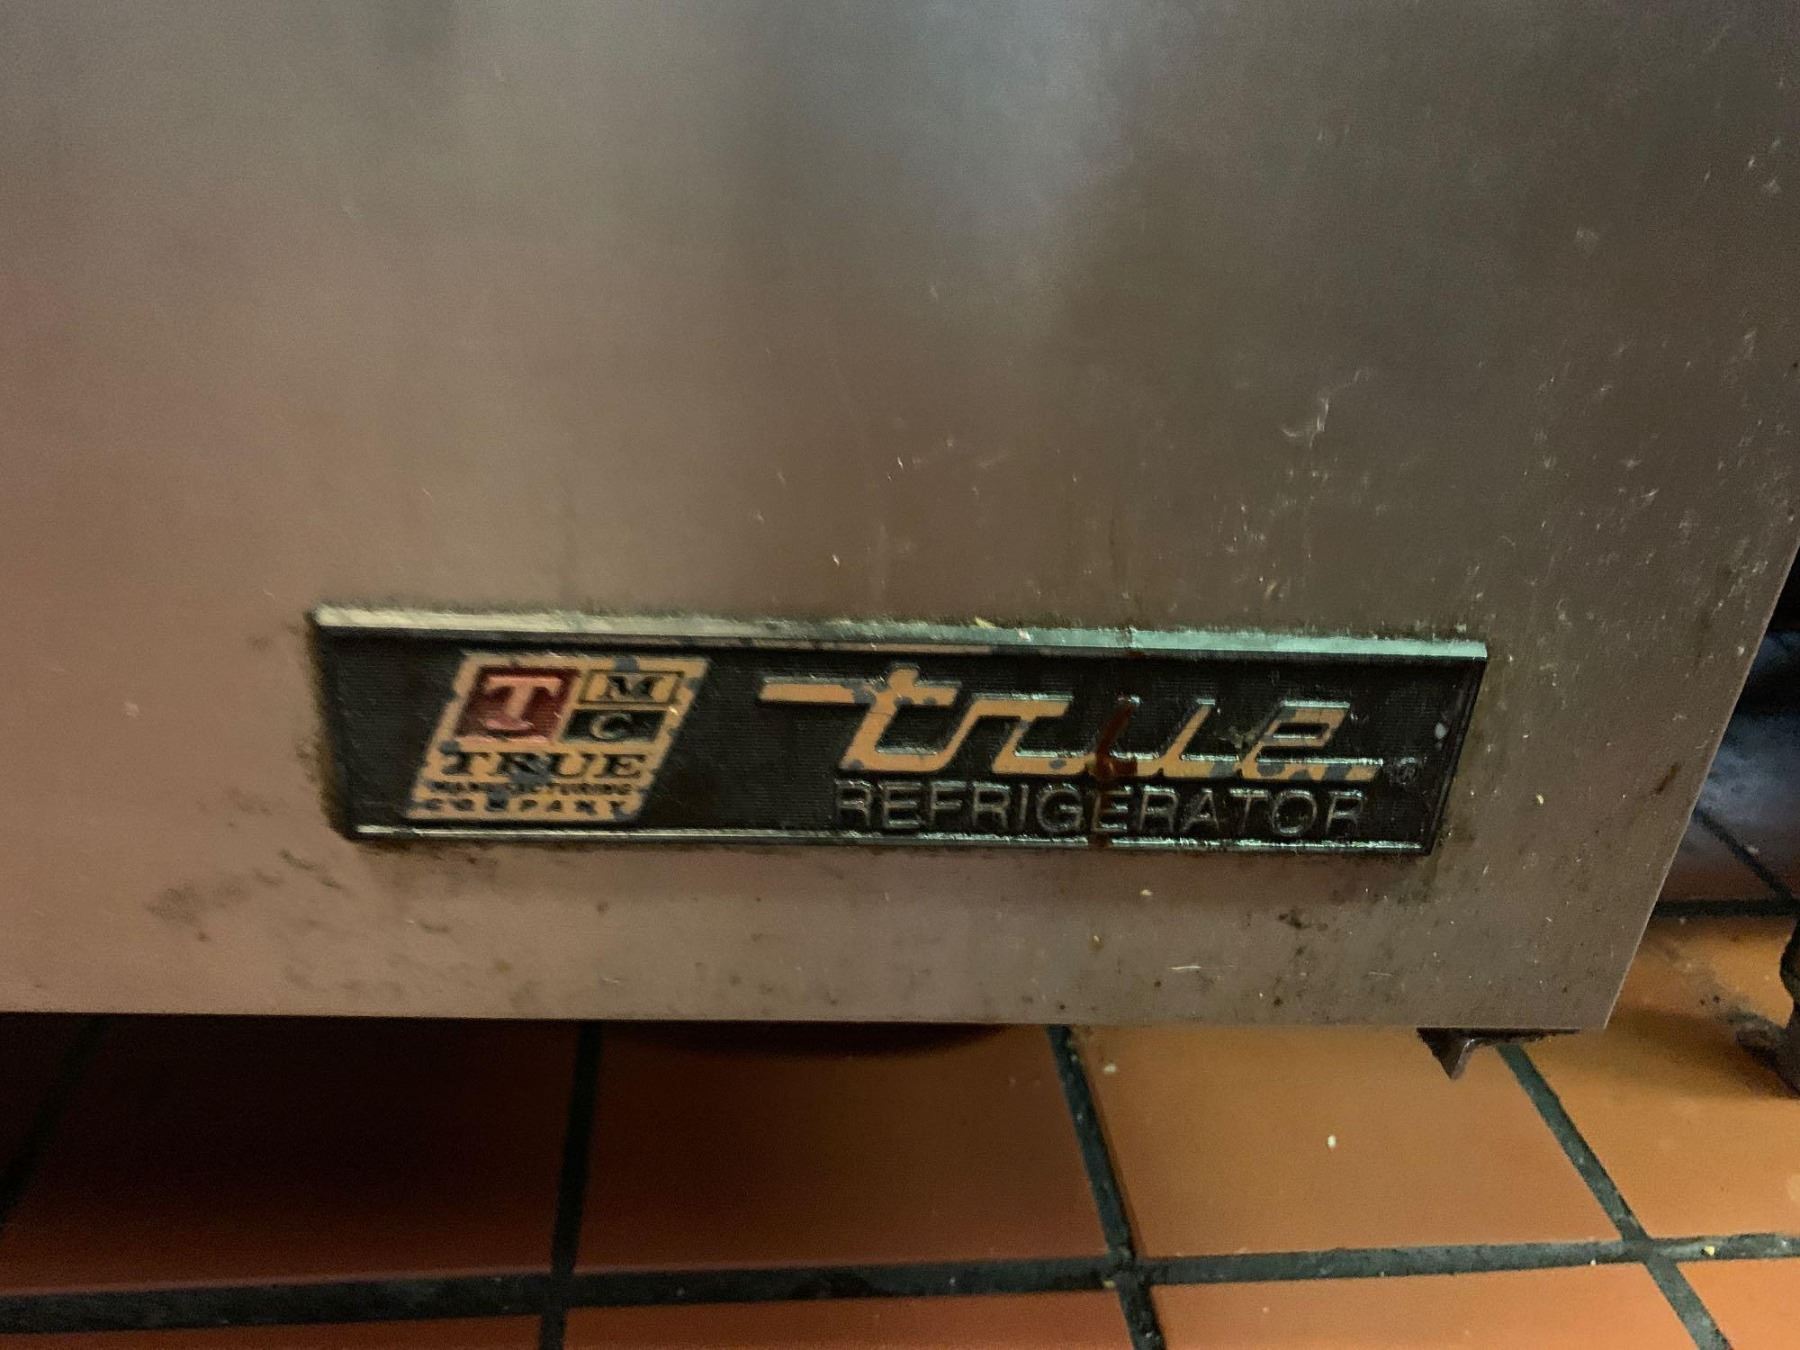 T M
C
TRUE
MANUFACTURING
COMPANY
true®
REFRIGERATOR